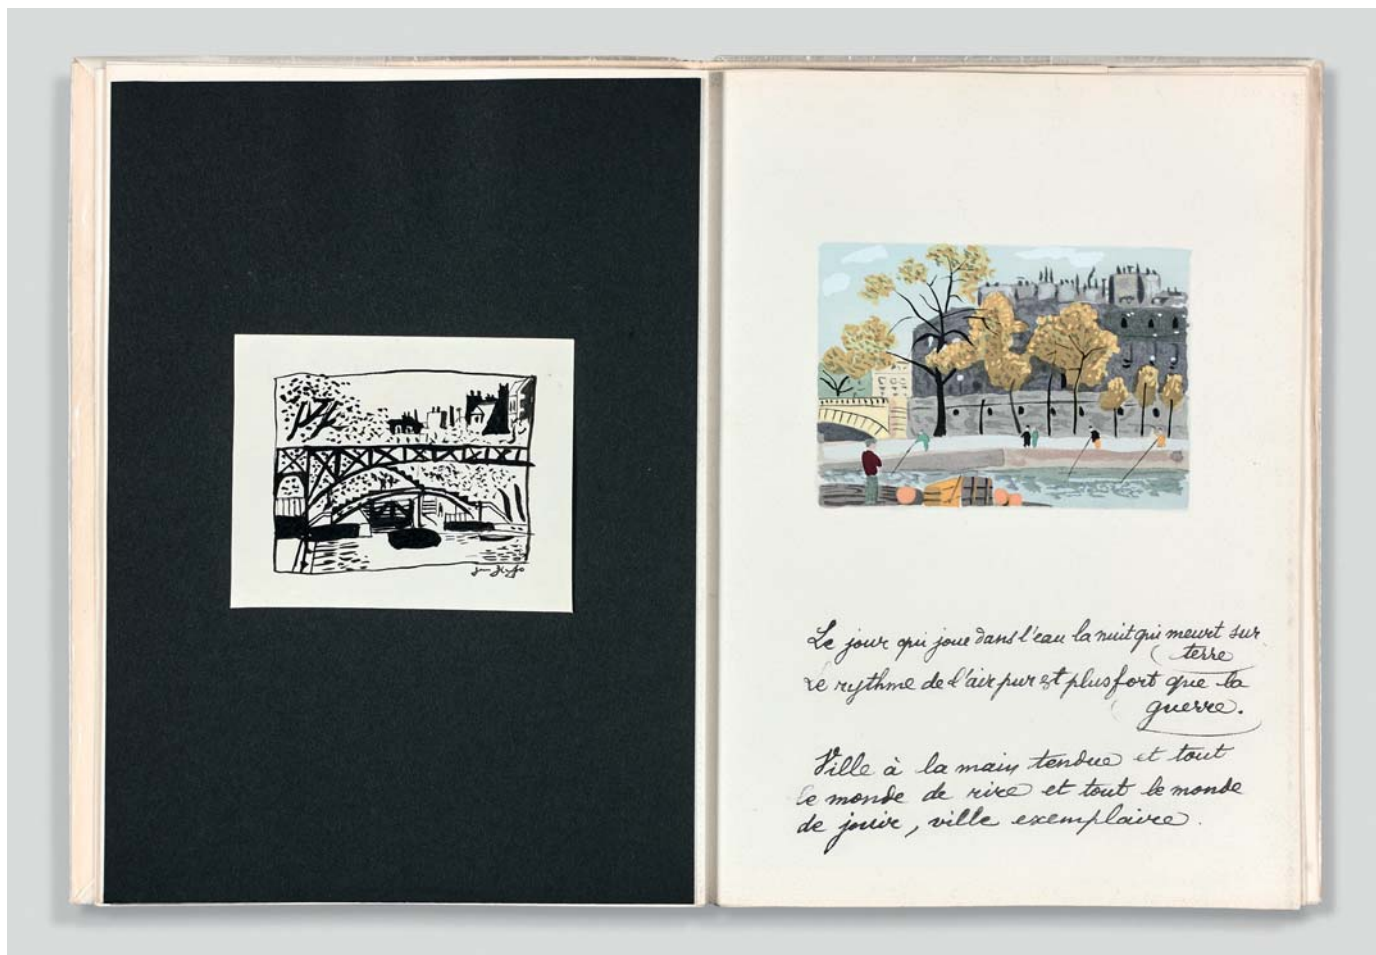 Le jour qui joue dans l'eau la nuit qui meurt sur
terre
Le rythme de l'air pur est plus fort que la
guerre.
Ville à la main tendue et tout
le monde de rire et tout le monde
de jouir, ville exemplaire.